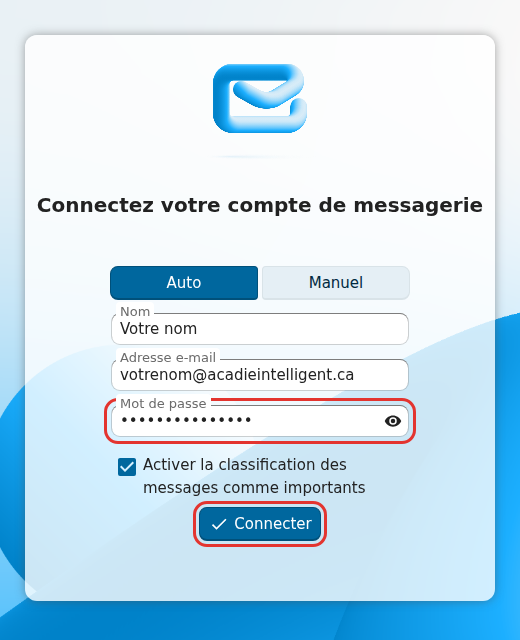 Connectez votre compte de messagerie
Auto
Manuel
Nom
Votre nom
Adresse e-mail
votrenom@acadieintelligent.ca
Mot de passe
•••••••••••••••
Activer la classification des
messages comme importants
Connecter